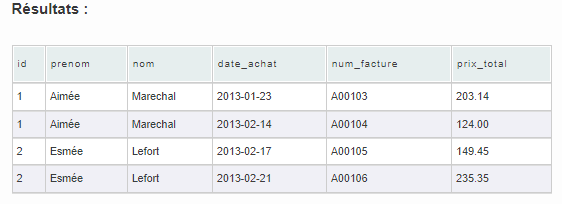 Résultats :
id prenom nom date_achat num_facture prix_total
1 Aimée Marechal 2013-01-23 A00103 203.14
1 Aimée Marechal 2013-02-14 A00104 124.00
2 Esmée Lefort 2013-02-17 A00105 149.45
2 Esmée Lefort 2013-02-21 A00106 235.35